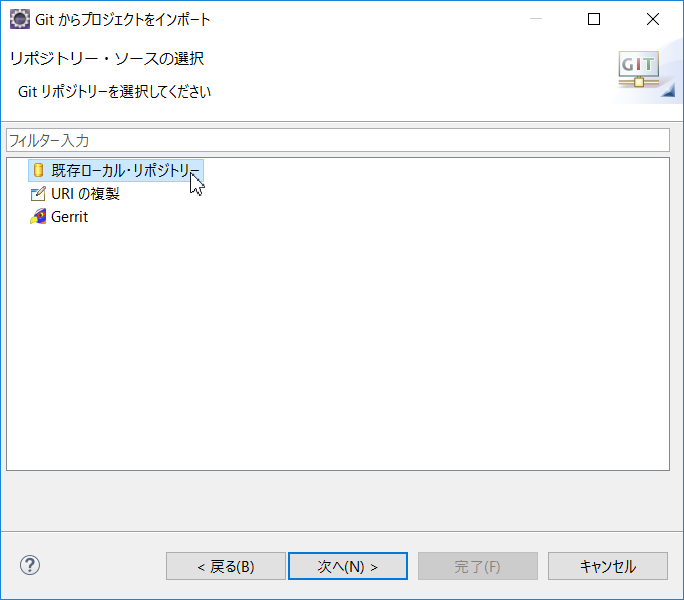 Git からプロジェクトをインポート
リポジトリー・ソースの選択
Git リポジトリーを選択してください
GIT
フィルター入力
既存ローカル・リポジトリー
URI の複製
Gerrit
?
< 戻る(B)
次へ(N) >
完了(F)
キャンセル